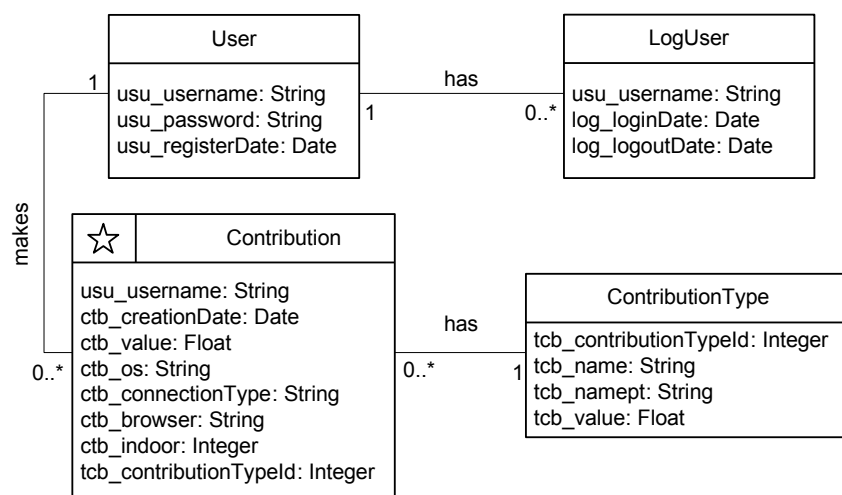 User
usu_username: String
usu_password: String
usu_registerDate: Date
1
has
1
0..*
LogUser
usu_username: String
log_loginDate: Date
log_logoutDate: Date
makes
0..*
Contribution
usu_username: String
ctb_creationDate: Date
ctb_value: Float
ctb_os: String
ctb_connectionType: String
ctb_browser: String
ctb_indoor: Integer
tcb_contributionTypeId: Integer
has
0..*
1
ContributionType
tcb_contributionTypeId: Integer
tcb_name: String
tcb_namept: String
tcb_value: Float